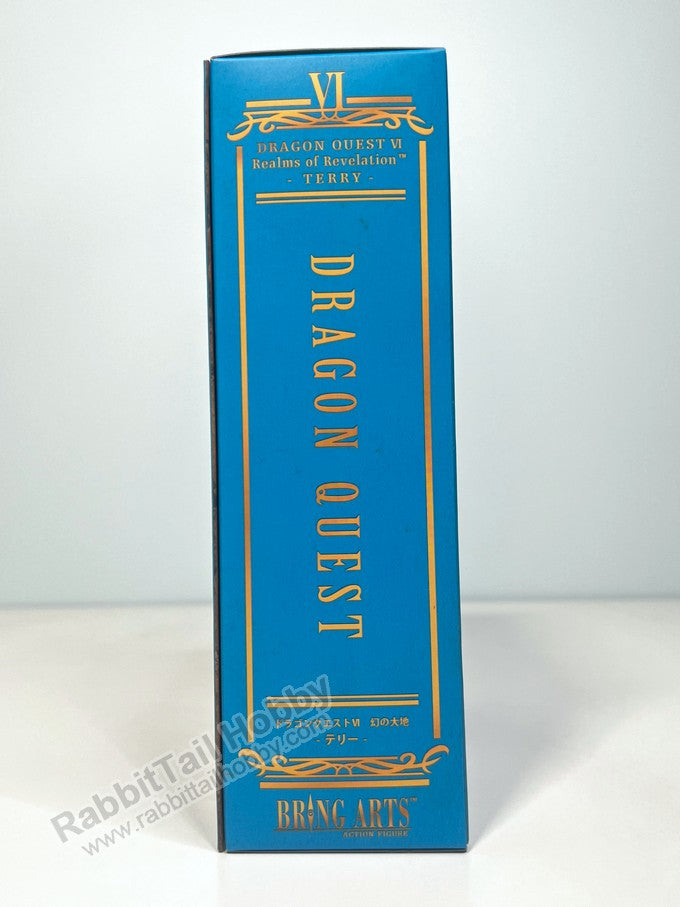 VI
DRAGON QUEST VI
Realms of Revelation™
- TERRY -
DRAGON QUEST
ドラゴンクエストVI 幻の大地
- テリー -
BRING ARTS™
ACTION FIGURE
RabbitTailHobby
www.rabbittailhobby.com